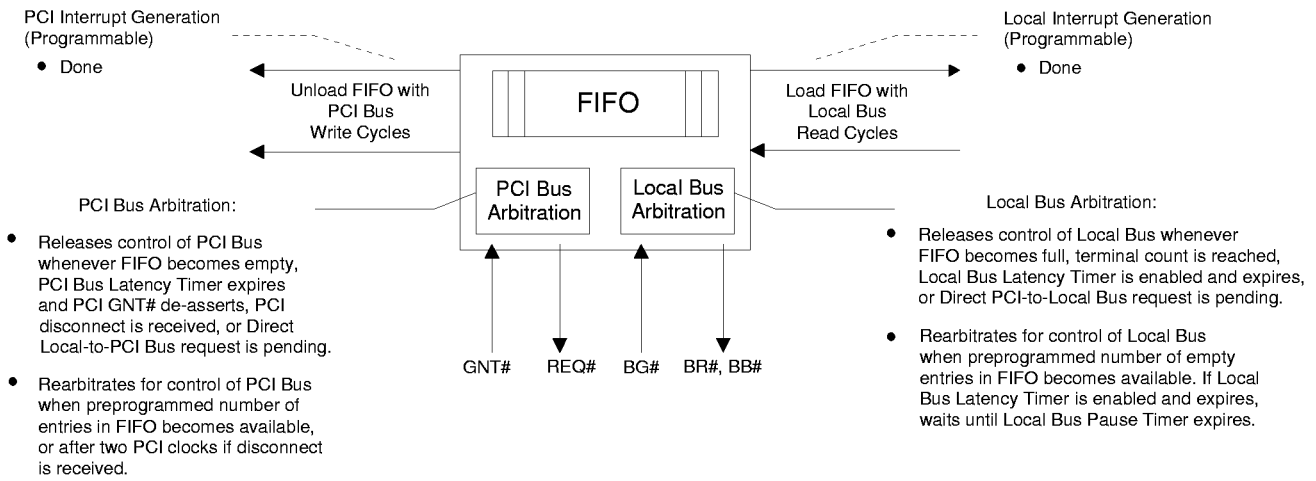 PCI Interrupt Generation
(Programmable)
• Done
Local Interrupt Generation
(Programmable)
• Done
Unload FIFO with
PCI Bus
Write Cycles
FIFO
Load FIFO with
Local Bus
Read Cycles
PCI Bus
Arbitration
Local Bus
Arbitration
PCI Bus Arbitration:
• Releases control of PCI Bus
whenever FIFO becomes empty,
PCI Bus Latency Timer expires
and PCI GNT# de-asserts, PCI
disconnect is received, or Direct
Local-to-PCI Bus request is pending.
• Rearbitrates for control of PCI Bus
when preprogrammed number of
entries in FIFO becomes available,
or after two PCI clocks if disconnect
is received.
GNT#
REQ#
BG#
BR#, BB#
Local Bus Arbitration:
• Releases control of Local Bus whenever
FIFO becomes full, terminal count is reached,
Local Bus Latency Timer is enabled and expires,
or Direct PCI-to-Local Bus request is pending.
• Rearbitrates for control of Local Bus
when preprogrammed number of empty
entries in FIFO becomes available. If Local
Bus Latency Timer is enabled and expires,
waits until Local Bus Pause Timer expires.